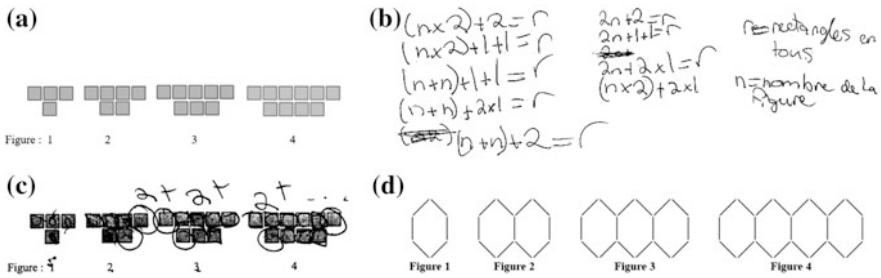 (a)
Figure : 1 2 3 4
(b)
(n×2)+2=r
(n×2)+1+1=r
(n+n)+1+1=r
(n+n)+2×1=r
(n+n)+2=r
2n+2=r
2n+1+1=r
2n+2×1=r
(n×2)+2×1
r=rectangles en
tous
n=nombre de la
figure
(c)
2+ 2+ 2+ ...
Figure : 1 2 3 4
(d)
Figure 1 Figure 2 Figure 3 Figure 4